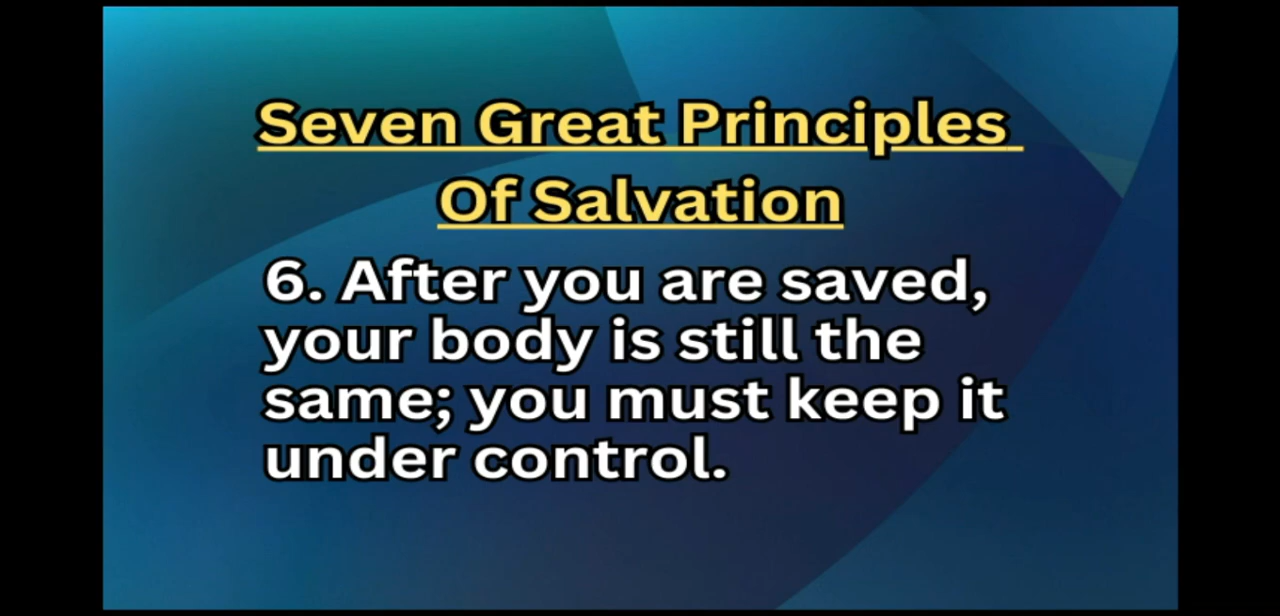 Seven Great Principles
Of Salvation
6. After you are saved,
your body is still the
same; you must keep it
under control.